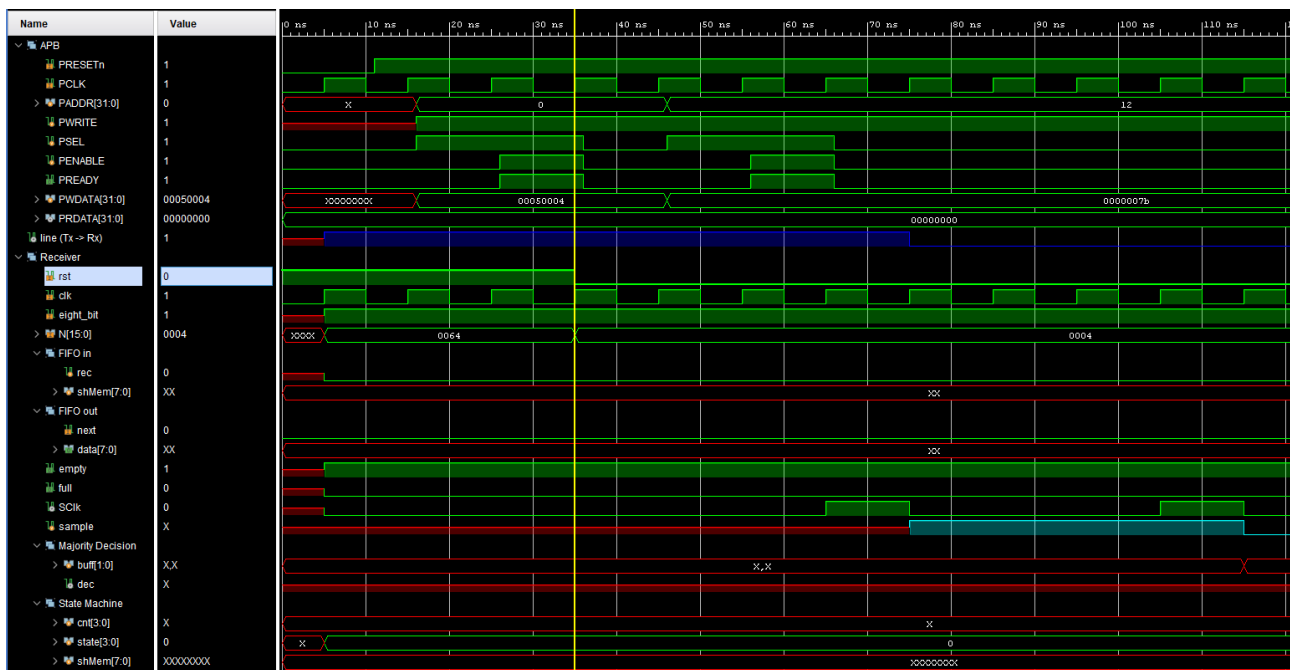 Name Value 0 ns 10 ns 20 ns 30 ns 40 ns 50 ns 60 ns 70 ns 80 ns 90 ns 100 ns 110 ns
APB
PRESETn 1
PCLK 1
PADDR[31:0] 0 X 0 12
PWRITE 1
PSEL 1
PENABLE 1
PREADY 1
PWDATA[31:0] 00050004 XXXXXXXX 00050004 0000007b
PRDATA[31:0] 00000000 00000000
line (Tx -> Rx) 1
Receiver
rst 0
clk 1
eight_bit 1
N[15:0] 0004 XXXX 0064 0004
FIFO in
rec 0
shMem[7:0] XX XX
FIFO out
next 0
data[7:0] XX XX
empty 1
full 0
SClk 0
sample X
Majority Decision
buff[1:0] X,X X,X
dec X
State Machine
cnt[3:0] X X
state[3:0] 0 X 0
shMem[7:0] XXXXXXXX XXXXXXXX